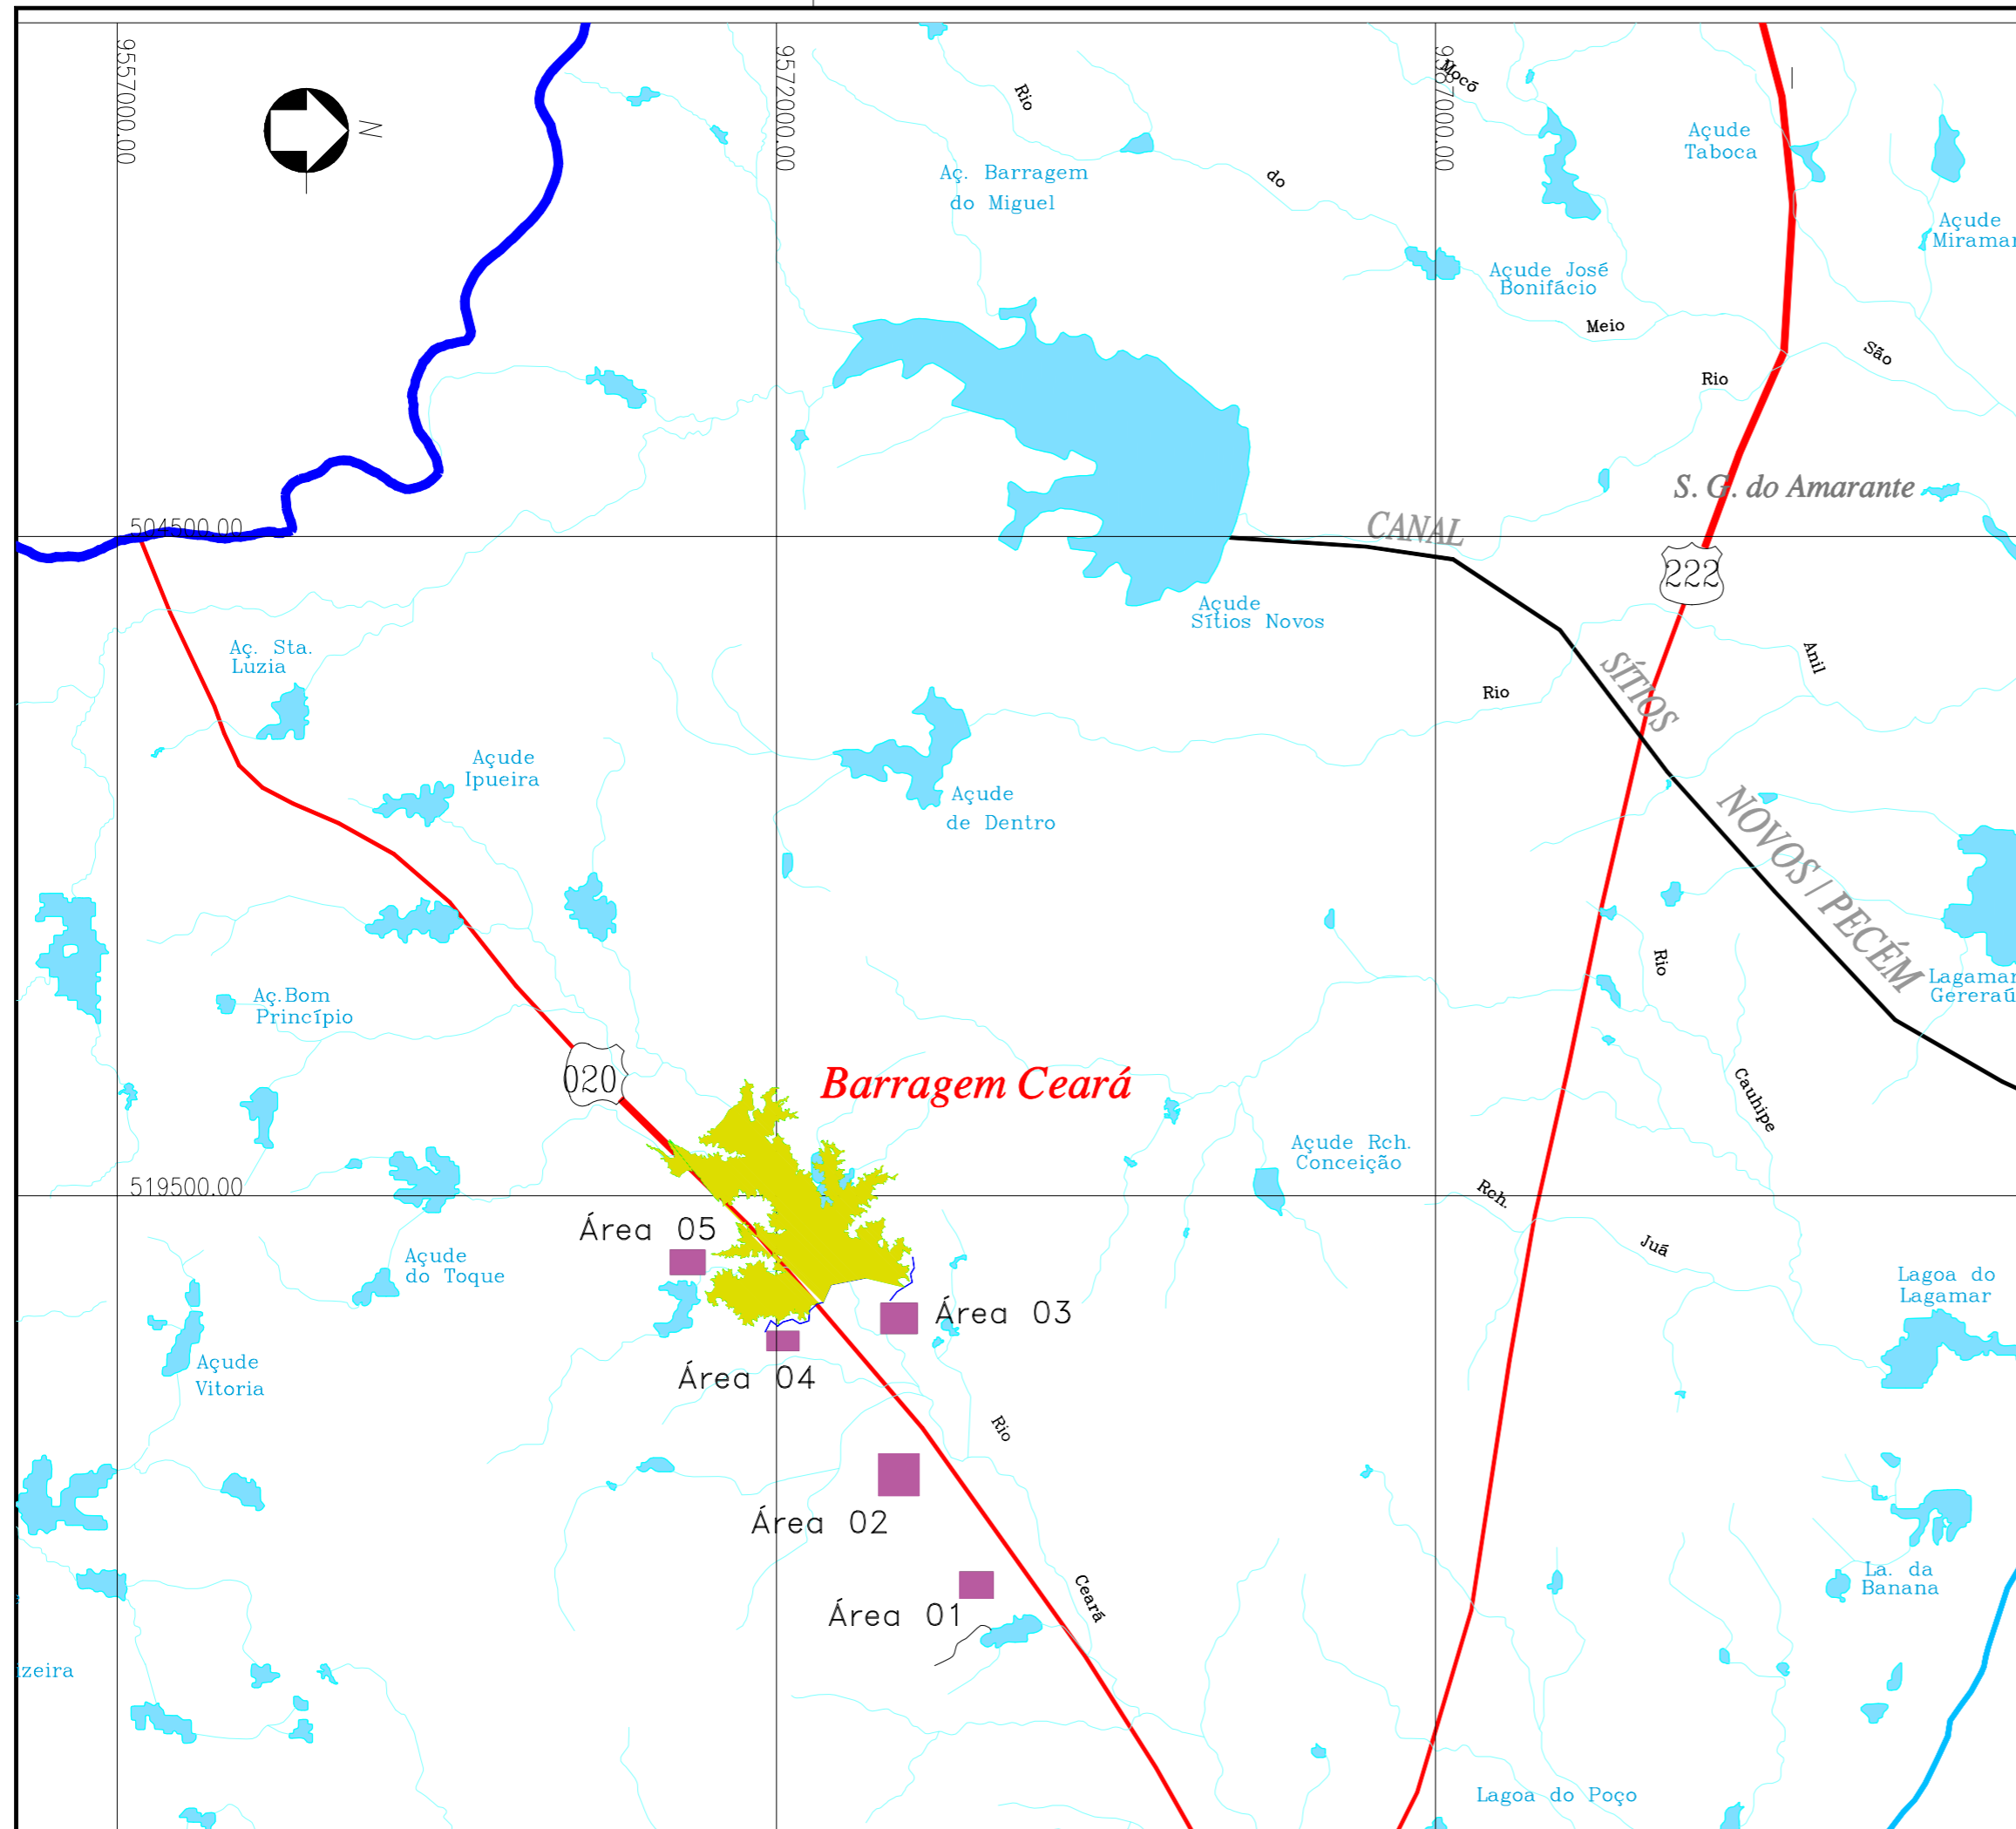 9557000.00
9572000.00
9587000.00
N
Rio
Mocó
do
Açude
Taboca
Aç. Barragem
do Miguel
Açude
Miramar
Açude José
Bonifácio
Meio
São
Rio
S. G. do Amarante
504500.00
CANAL
222
Açude
Sítios Novos
Aç. Sta.
Luzia
Anil
SÍTIOS
Rio
Açude
Ipueira
Açude
de Dentro
NOVOS / PECÉM
Rio
Lagamar
Gereraú
Aç.Bom
Princípio
020
Barragem Ceará
Cauhipe
Açude Rch.
Conceição
519500.00
Rch.
Juá
Área 05
Açude
do Toque
Lagoa do
Lagamar
Área 03
Açude
Vitoria
Área 04
Rio
Área 02
La. da
Banana
Ceará
Área 01
izeira
Lagoa do Poço